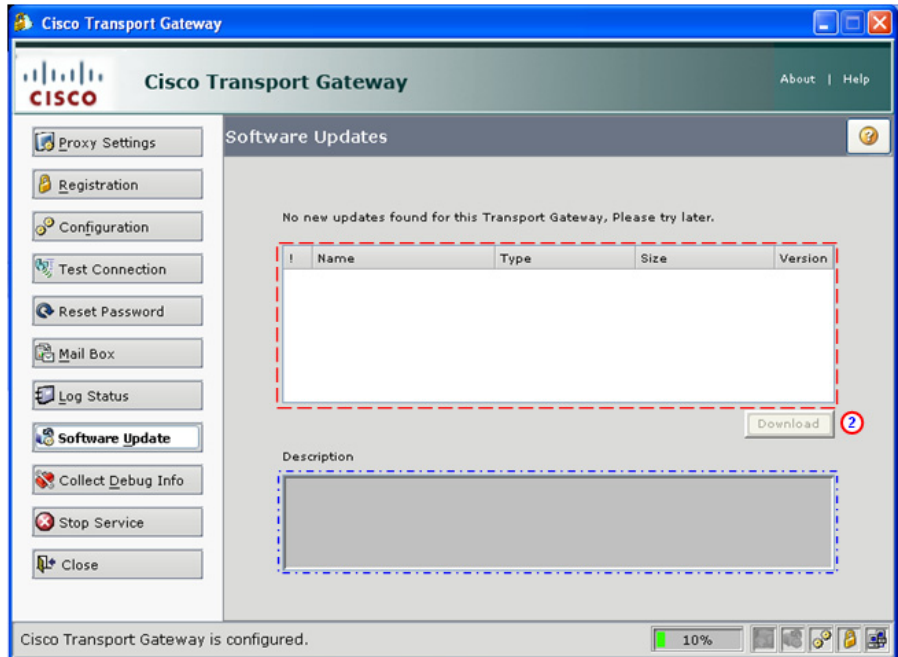 Cisco Transport Gateway
CISCO
Cisco Transport Gateway
About | Help
Proxy Settings
Registration
Configuration
Test Connection
Reset Password
Mail Box
Log Status
Software Update
Collect Debug Info
Stop Service
Close
Software Updates
No new updates found for this Transport Gateway, Please try later.
! Name Type Size Version
Download 2
Description
Cisco Transport Gateway is configured.
10%